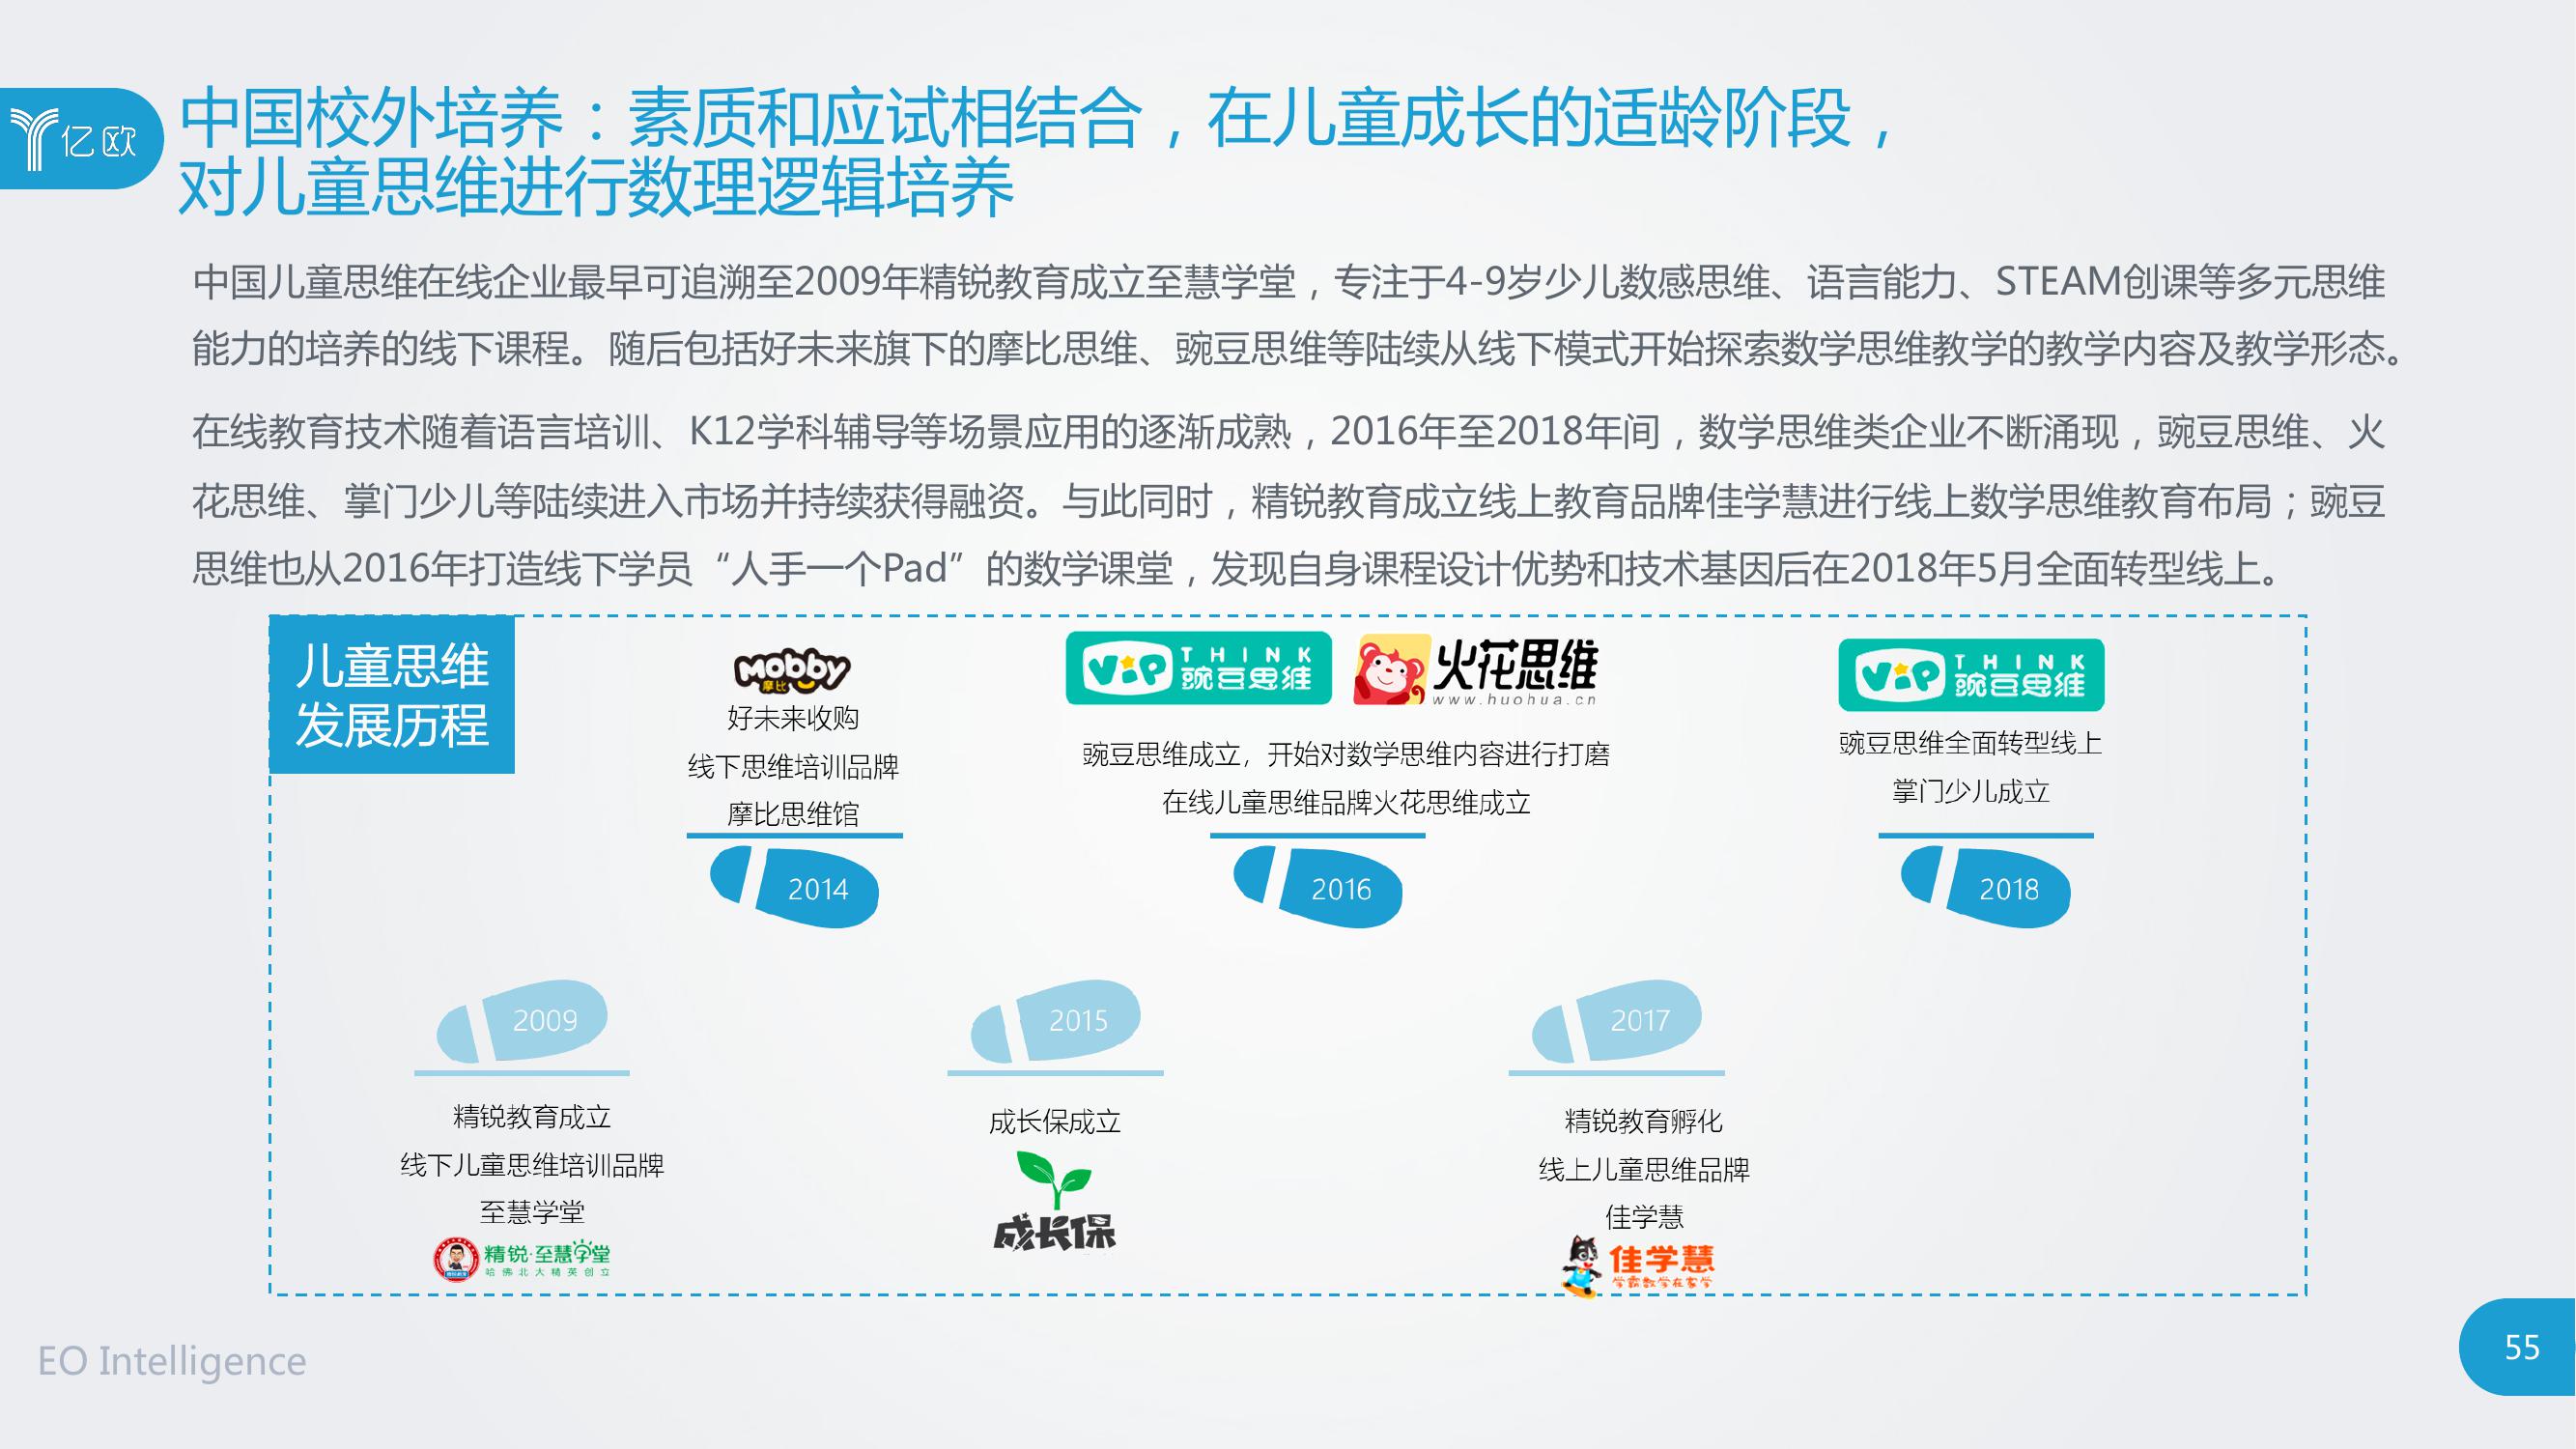 亿欧
中国校外培养：素质和应试相结合，在儿童成长的适龄阶段，
对儿童思维进行数理逻辑培养
中国儿童思维在线企业最早可追溯至2009年精锐教育成立至慧学堂，专注于4-9岁少儿数感思维、语言能力、STEAM创课等多元思维
能力的培养的线下课程。随后包括好未来旗下的摩比思维、豌豆思维等陆续从线下模式开始探索数学思维教学的教学内容及教学形态。
在线教育技术随着语言培训、K12学科辅导等场景应用的逐渐成熟，2016年至2018年间，数学思维类企业不断涌现，豌豆思维、火
花思维、掌门少儿等陆续进入市场并持续获得融资。与此同时，精锐教育成立线上教育品牌佳学慧进行线上数学思维教育布局；豌豆
思维也从2016年打造线下学员“人手一个Pad”的数学课堂，发现自身课程设计优势和技术基因后在2018年5月全面转型线上。
儿童思维
发展历程
Mobby
摩比
好未来收购
线下思维培训品牌
摩比思维馆
2014
ViP THINK
豌豆思维
火花思维
www.huohua.cn
豌豆思维成立，开始对数学思维内容进行打磨
在线儿童思维品牌火花思维成立
2016
ViP THINK
豌豆思维
豌豆思维全面转型线上
掌门少儿成立
2018
2009
精锐教育成立
线下儿童思维培训品牌
至慧学堂
精锐·至慧学堂
哈佛北大精英创立
2015
成长保成立
成长保
2017
精锐教育孵化
线上儿童思维品牌
佳学慧
佳学慧
学霸数学在家学
EO Intelligence
55